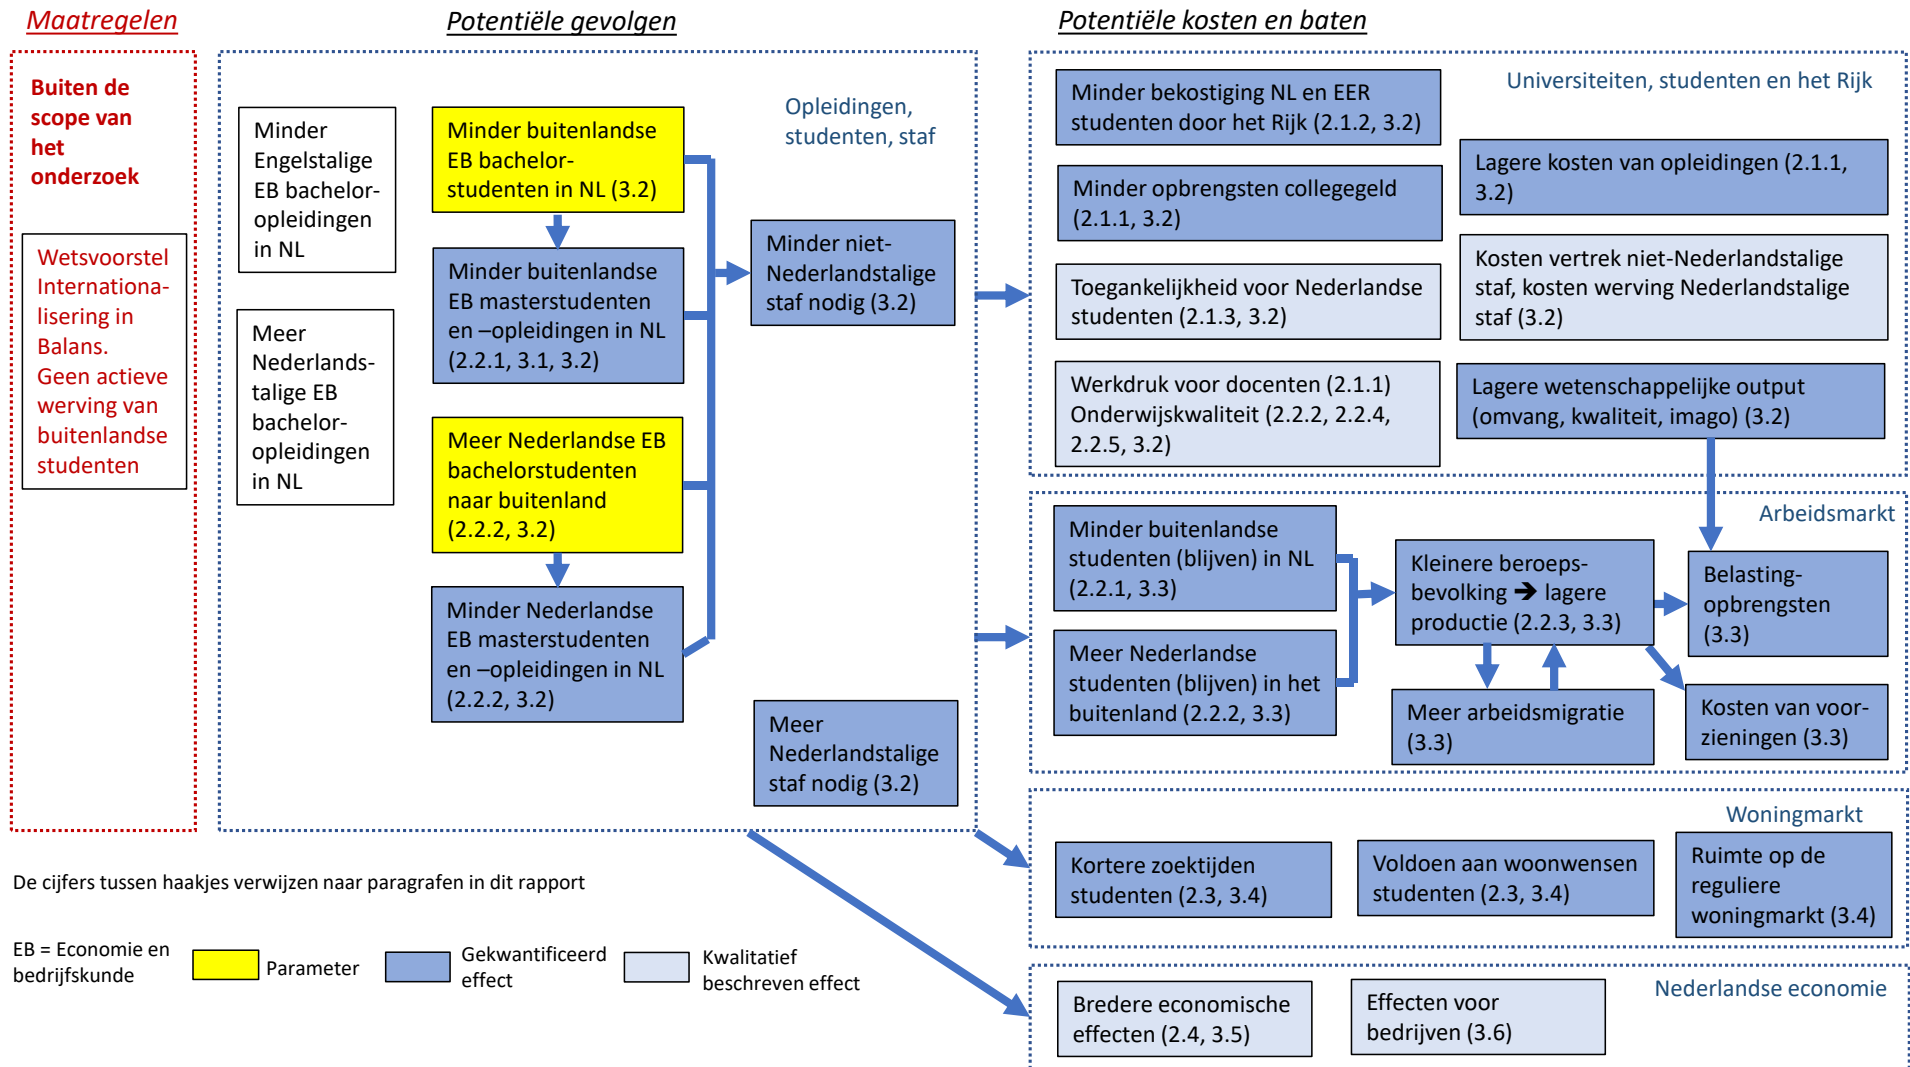 Maatregelen
Potentiële gevolgen
Potentiële kosten en baten
Buiten de
scope van
het
onderzoek
Wetsvoorstel
Internationa-
lisering in
Balans.
Geen actieve
werving van
buitenlandse
studenten
Opleidingen,
studenten, staf
Minder
Engelstalige
EB bachelor-
opleidingen
in NL
Meer
Nederlands-
talige EB
bachelor-
opleidingen
in NL
Minder buitenlandse
EB bachelor-
studenten in NL (3.2)
Minder buitenlandse
EB masterstudenten
en –opleidingen in NL
(2.2.1, 3.1, 3.2)
Meer Nederlandse EB
bachelorstudenten
naar buitenland
(2.2.2, 3.2)
Minder Nederlandse
EB masterstudenten
en –opleidingen in NL
(2.2.2, 3.2)
Minder niet-
Nederlandstalige
staf nodig (3.2)
Meer
Nederlandstalige
staf nodig (3.2)
Universiteiten, studenten en het Rijk
Minder bekostiging NL en EER
studenten door het Rijk (2.1.2, 3.2)
Minder opbrengsten collegegeld
(2.1.1, 3.2)
Toegankelijkheid voor Nederlandse
studenten (2.1.3, 3.2)
Werkdruk voor docenten (2.1.1)
Onderwijskwaliteit (2.2.2, 2.2.4,
2.2.5, 3.2)
Lagere kosten van opleidingen (2.1.1,
3.2)
Kosten vertrek niet-Nederlandstalige
staf, kosten werving Nederlandstalige
staf (3.2)
Lagere wetenschappelijke output
(omvang, kwaliteit, imago) (3.2)
Arbeidsmarkt
Minder buitenlandse
studenten (blijven) in NL
(2.2.1, 3.3)
Meer Nederlandse
studenten (blijven) in het
buitenland (2.2.2, 3.3)
Kleinere beroeps-
bevolking ➔ lagere
productie (2.2.3, 3.3)
Meer arbeidsmigratie
(3.3)
Belasting-
opbrengsten
(3.3)
Kosten van voor-
zieningen (3.3)
Woningmarkt
Kortere zoektijden
studenten (2.3, 3.4)
Voldoen aan woonwensen
studenten (2.3, 3.4)
Ruimte op de
reguliere
woningmarkt (3.4)
Nederlandse economie
Bredere economische
effecten (2.4, 3.5)
Effecten voor
bedrijven (3.6)
De cijfers tussen haakjes verwijzen naar paragrafen in dit rapport
EB = Economie en
bedrijfskunde
Parameter
Gekwantificeerd
effect
Kwalitatief
beschreven effect